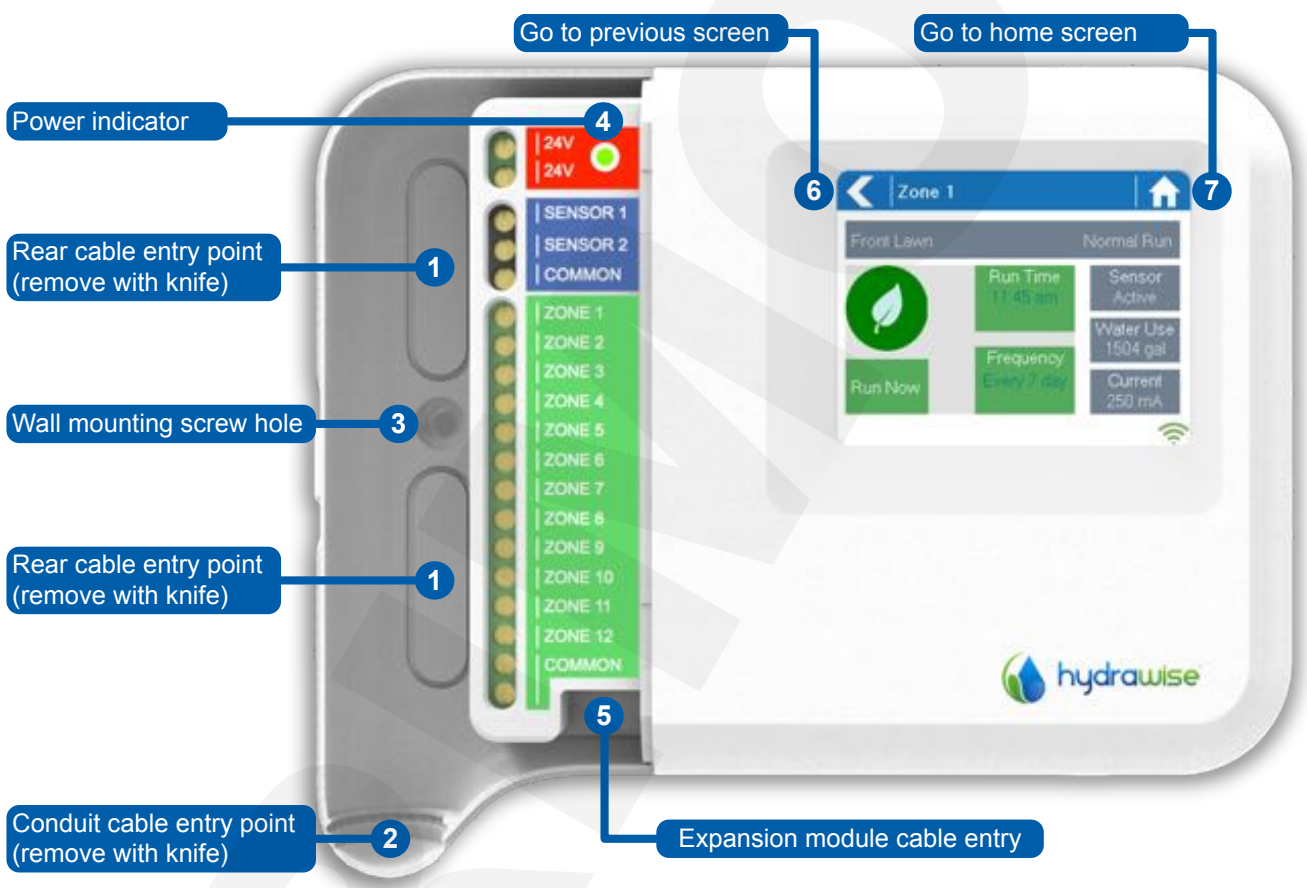 Go to previous screen
Go to home screen
Power indicator
4
24V
24V
6
Zone 1
7
SENSOR 1
SENSOR 2
COMMON
Front Lawn
Normal Run
Rear cable entry point
(remove with knife)
1
Run Time
11:45 am
Sensor
Active
ZONE 1
ZONE 2
ZONE 3
ZONE 4
ZONE 5
ZONE 6
ZONE 7
ZONE 8
ZONE 9
ZONE 10
ZONE 11
ZONE 12
COMMON
Water Use
1504 gal
Run Now
Frequency
Every 7 day
Current
250 mA
Wall mounting screw hole
3
Rear cable entry point
(remove with knife)
1
hydrawise
5
Conduit cable entry point
(remove with knife)
2
Expansion module cable entry